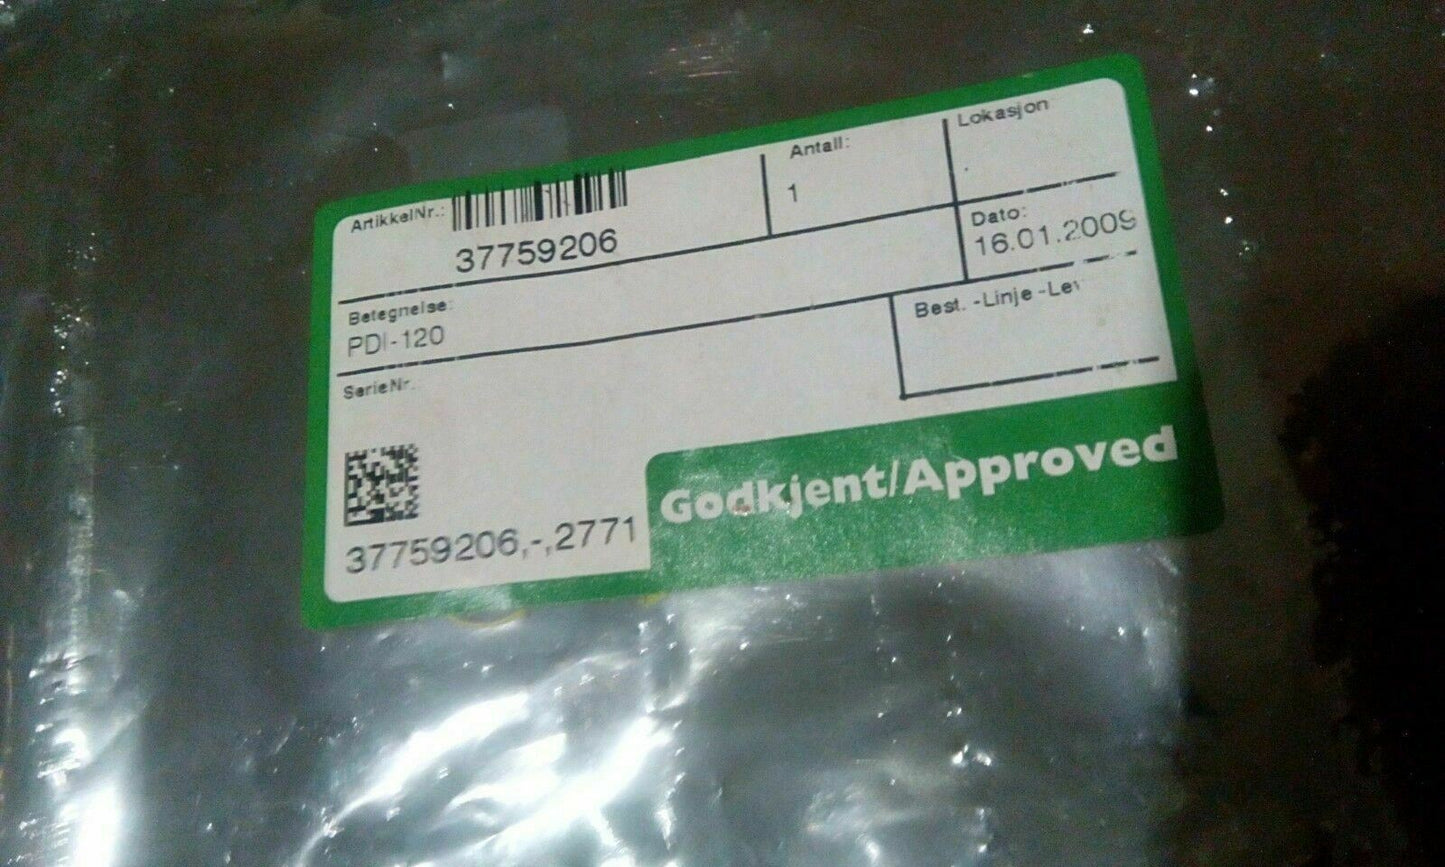 ArtikkelNr.:
37759206
Antall:
1
Lokasjon
Dato:
16.01.2009
Betegnelse:
PDI-120
Best. -Linje -Lev
SerieNr.
37759206,-,2771
Godkjent/Approved